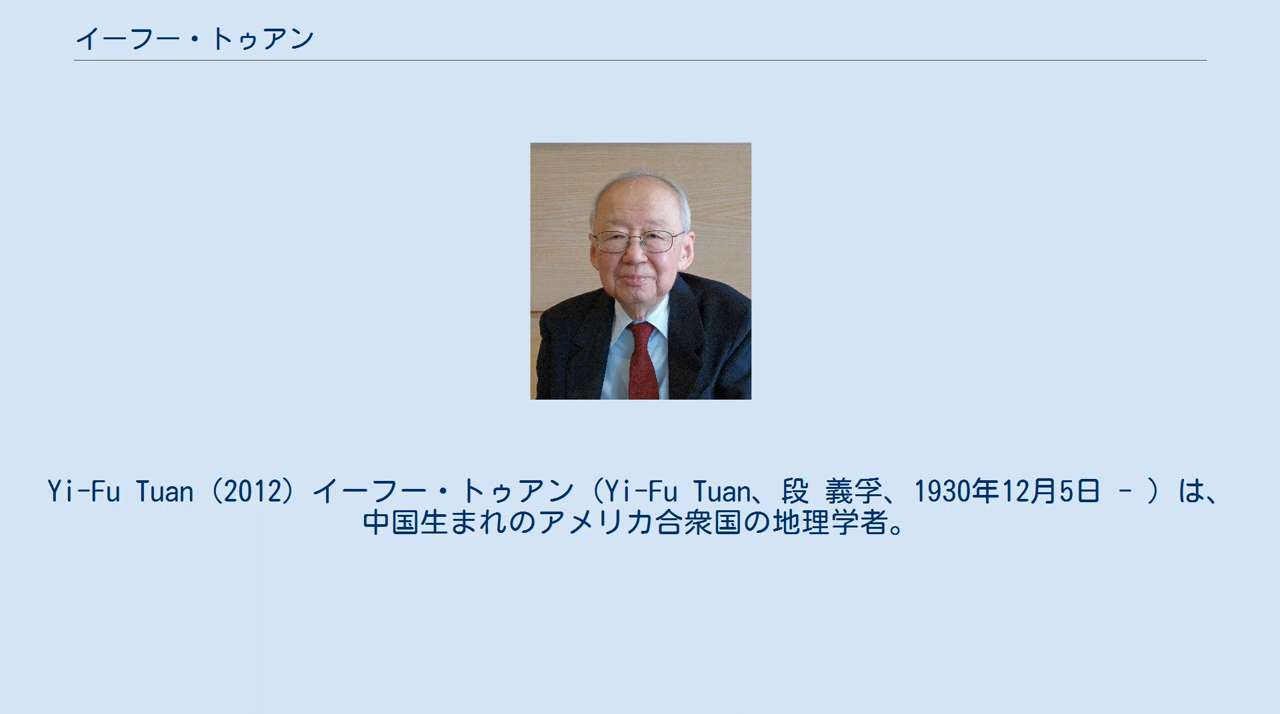 イーフー・トゥアン
Yi-Fu Tuan（2012）イーフー・トゥアン（Yi-Fu Tuan、段 義孚、1930年12月5日 - ）は、
中国生まれのアメリカ合衆国の地理学者。